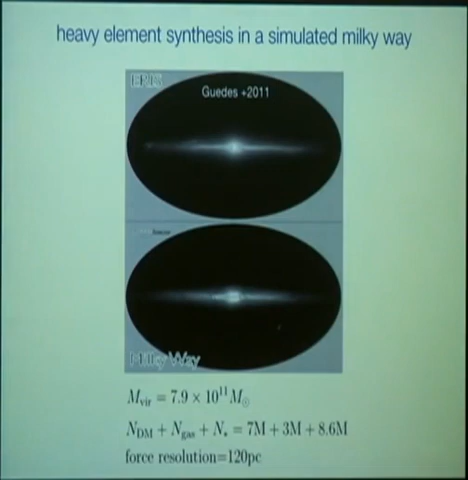 heavy element synthesis in a simulated milky way
ERIS
Guedes +2011
Milky Way
M_vir = 7.9 × 10^11 M_⊙
N_DM + N_gas + N_* = 7M + 3M + 8.6M
force resolution=120pc